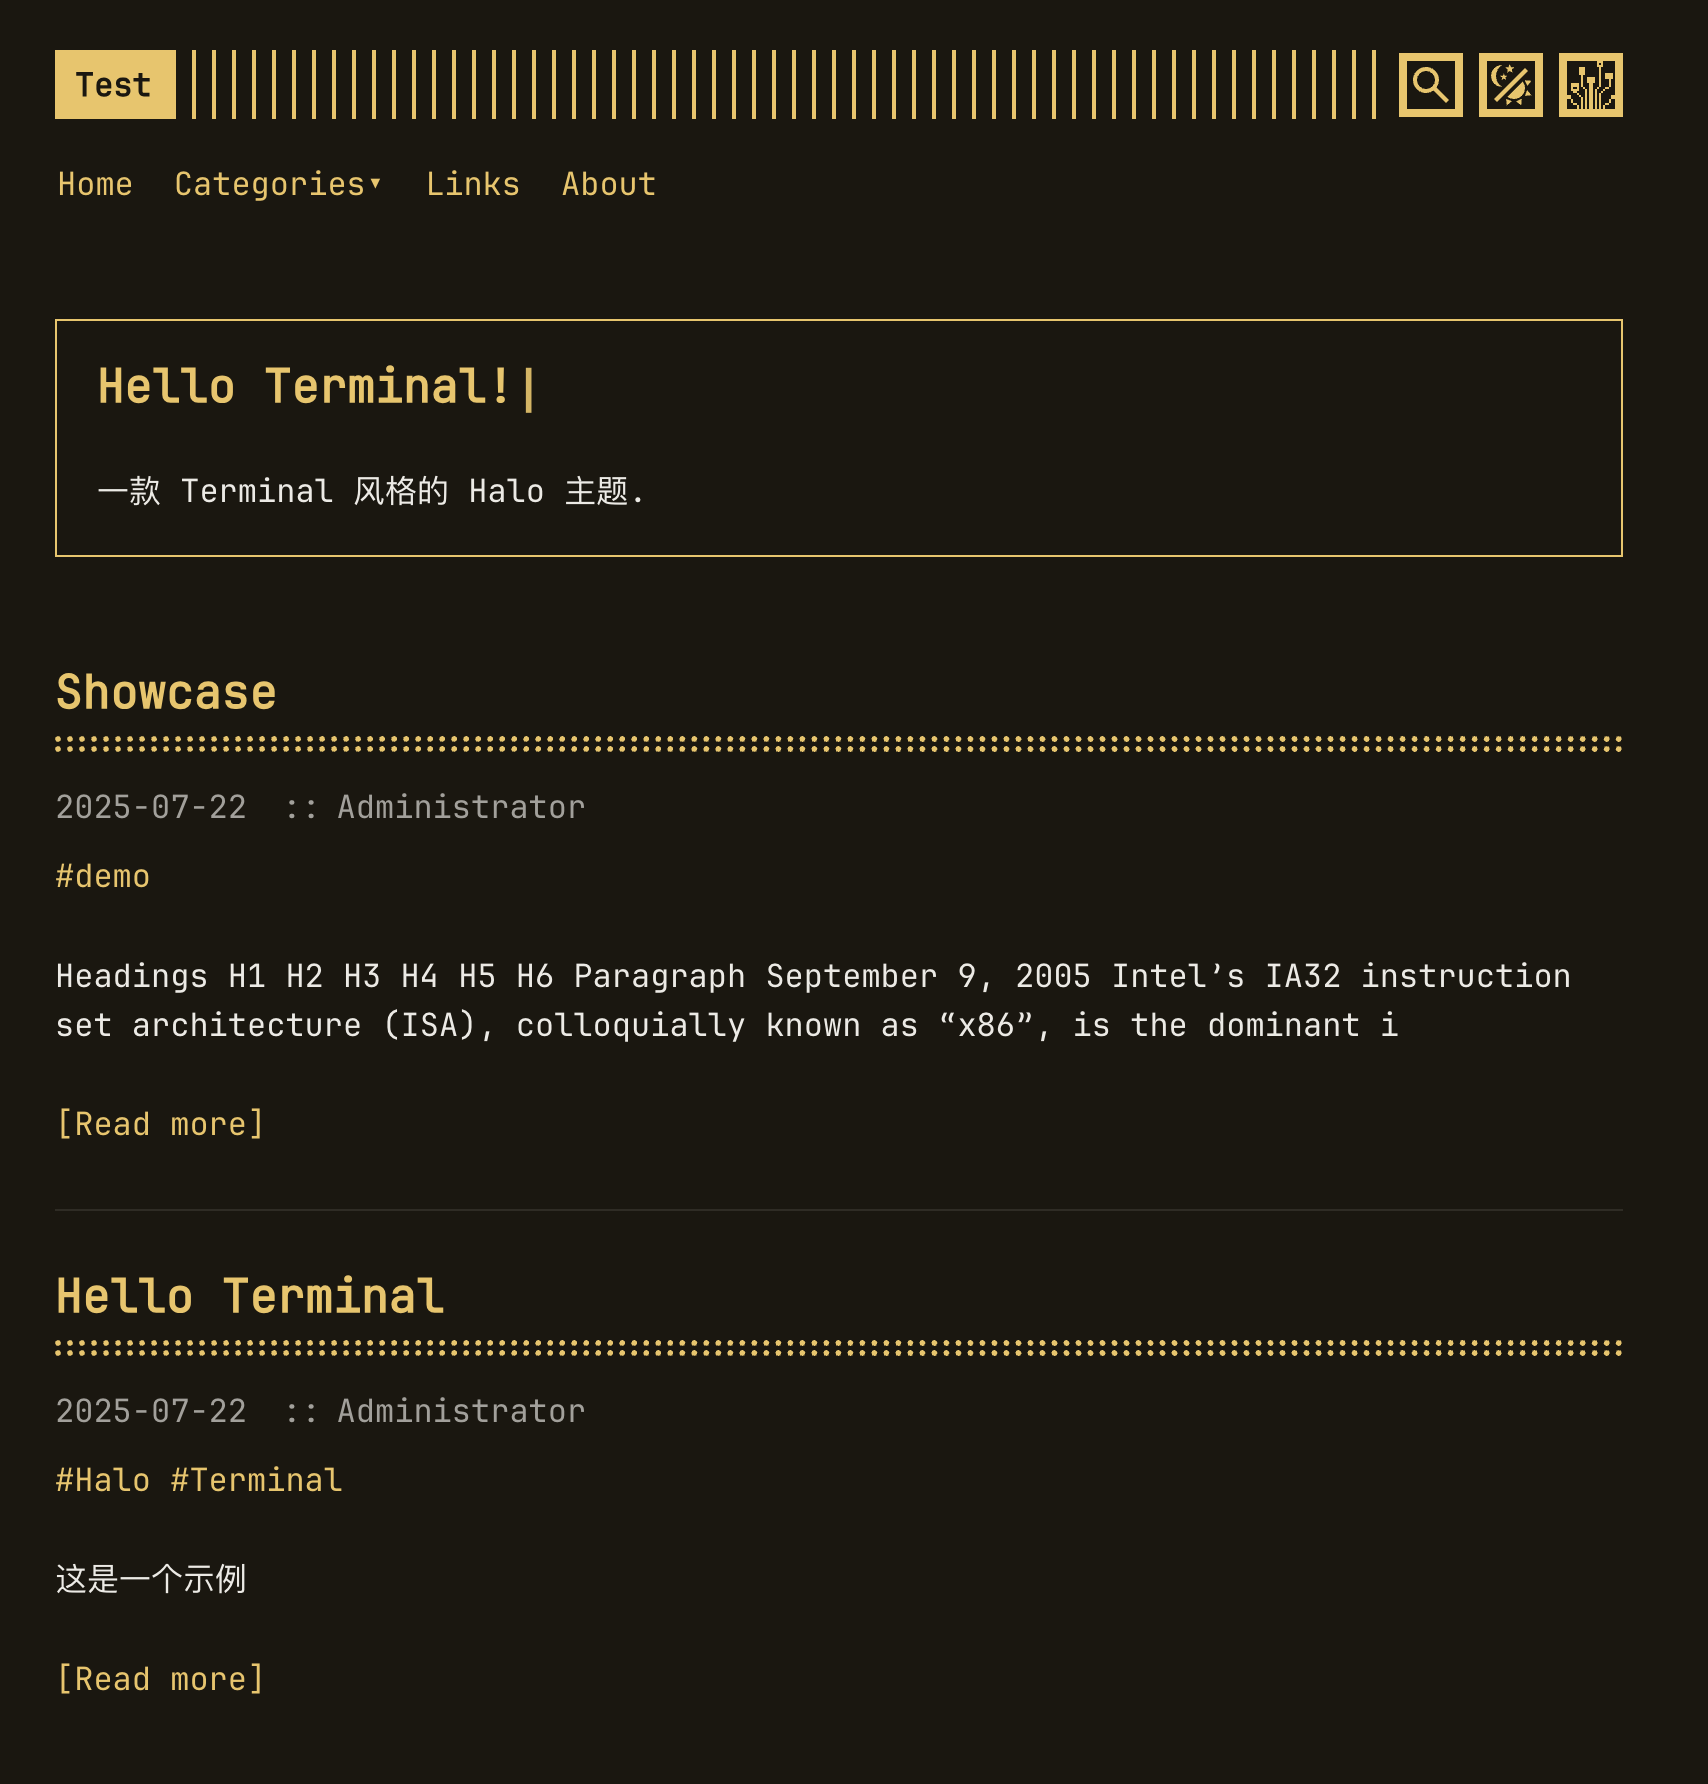 Test
Home Categories▾ Links About
Hello Terminal!|
一款 Terminal 风格的 Halo 主题.
Showcase
2025-07-22 :: Administrator
#demo
Headings H1 H2 H3 H4 H5 H6 Paragraph September 9, 2005 Intel’s IA32 instruction
set architecture (ISA), colloquially known as “x86”, is the dominant i
[Read more]
Hello Terminal
2025-07-22 :: Administrator
#Halo #Terminal
这是一个示例
[Read more]